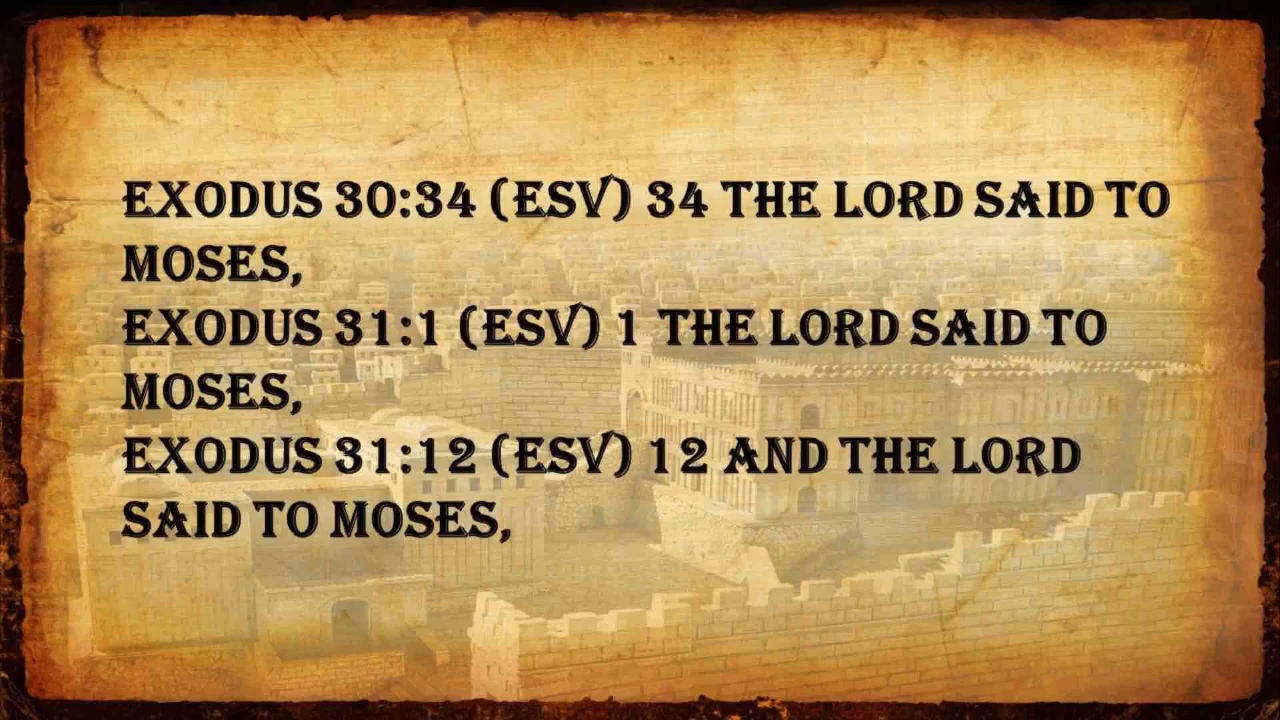 EXODUS 30:34 (ESV) 34 THE LORD SAID TO
MOSES,
EXODUS 31:1 (ESV) 1 THE LORD SAID TO
MOSES,
EXODUS 31:12 (ESV) 12 AND THE LORD
SAID TO MOSES,